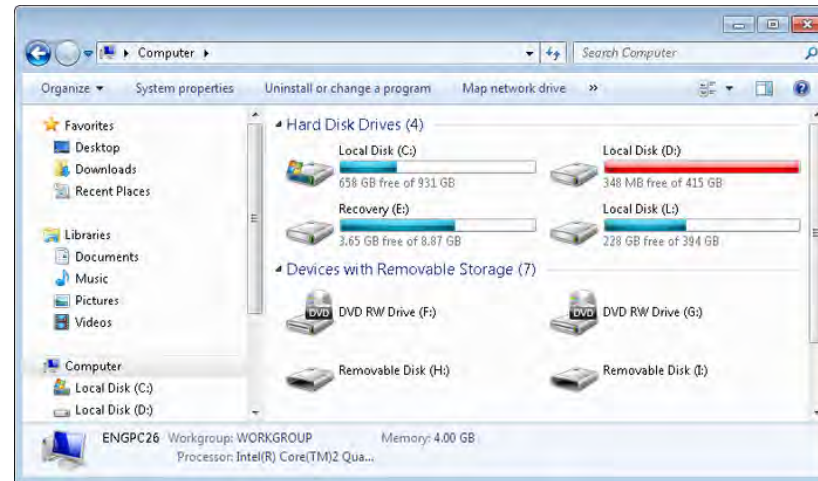 Computer
Search Computer
Organize
System properties
Uninstall or change a program
Map network drive
»
Favorites
Desktop
Downloads
Recent Places
Libraries
Documents
Music
Pictures
Videos
Computer
Local Disk (C:)
Local Disk (D:)
Hard Disk Drives (4)
Local Disk (C:)
658 GB free of 931 GB
Local Disk (D:)
348 MB free of 415 GB
Recovery (E:)
3.65 GB free of 8.87 GB
Local Disk (L:)
228 GB free of 394 GB
Devices with Removable Storage (7)
DVD RW Drive (F:)
DVD
DVD RW Drive (G:)
DVD
Removable Disk (H:)
Removable Disk (I:)
ENGPC26 Workgroup: WORKGROUP Memory: 4.00 GB
Processor: Intel(R) Core(TM)2 Qua...